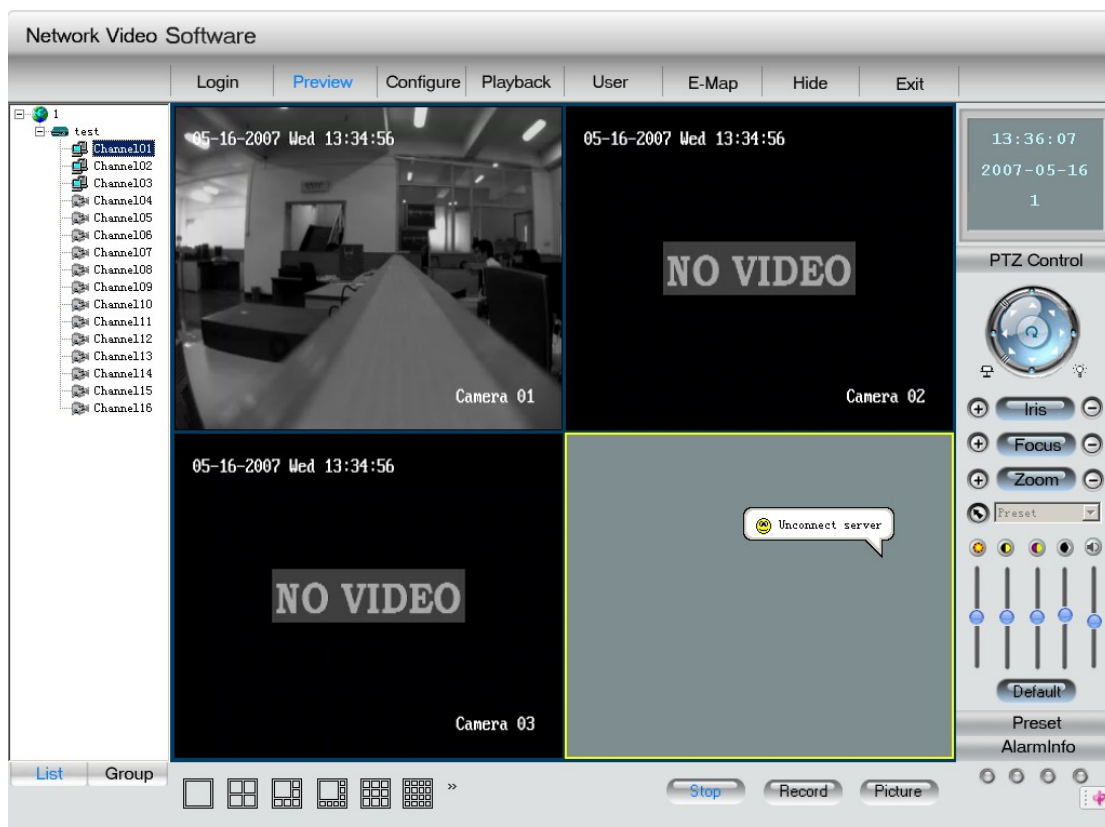 Network Video Software
Login Preview Configure Playback User E-Map Hide Exit
1
test
Channel01
Channel02
Channel03
Channel04
Channel05
Channel06
Channel07
Channel08
Channel09
Channel10
Channel11
Channel12
Channel13
Channel14
Channel15
Channel16
List Group
05-16-2007 Wed 13:34:56
Camera 01
05-16-2007 Wed 13:34:56
NO VIDEO
Camera 02
05-16-2007 Wed 13:34:56
NO VIDEO
Camera 03
Unconnect server
13:36:07
2007-05-16
1
PTZ Control
Iris
Focus
Zoom
Preset
Default
Preset
AlarmInfo
Stop Record Picture